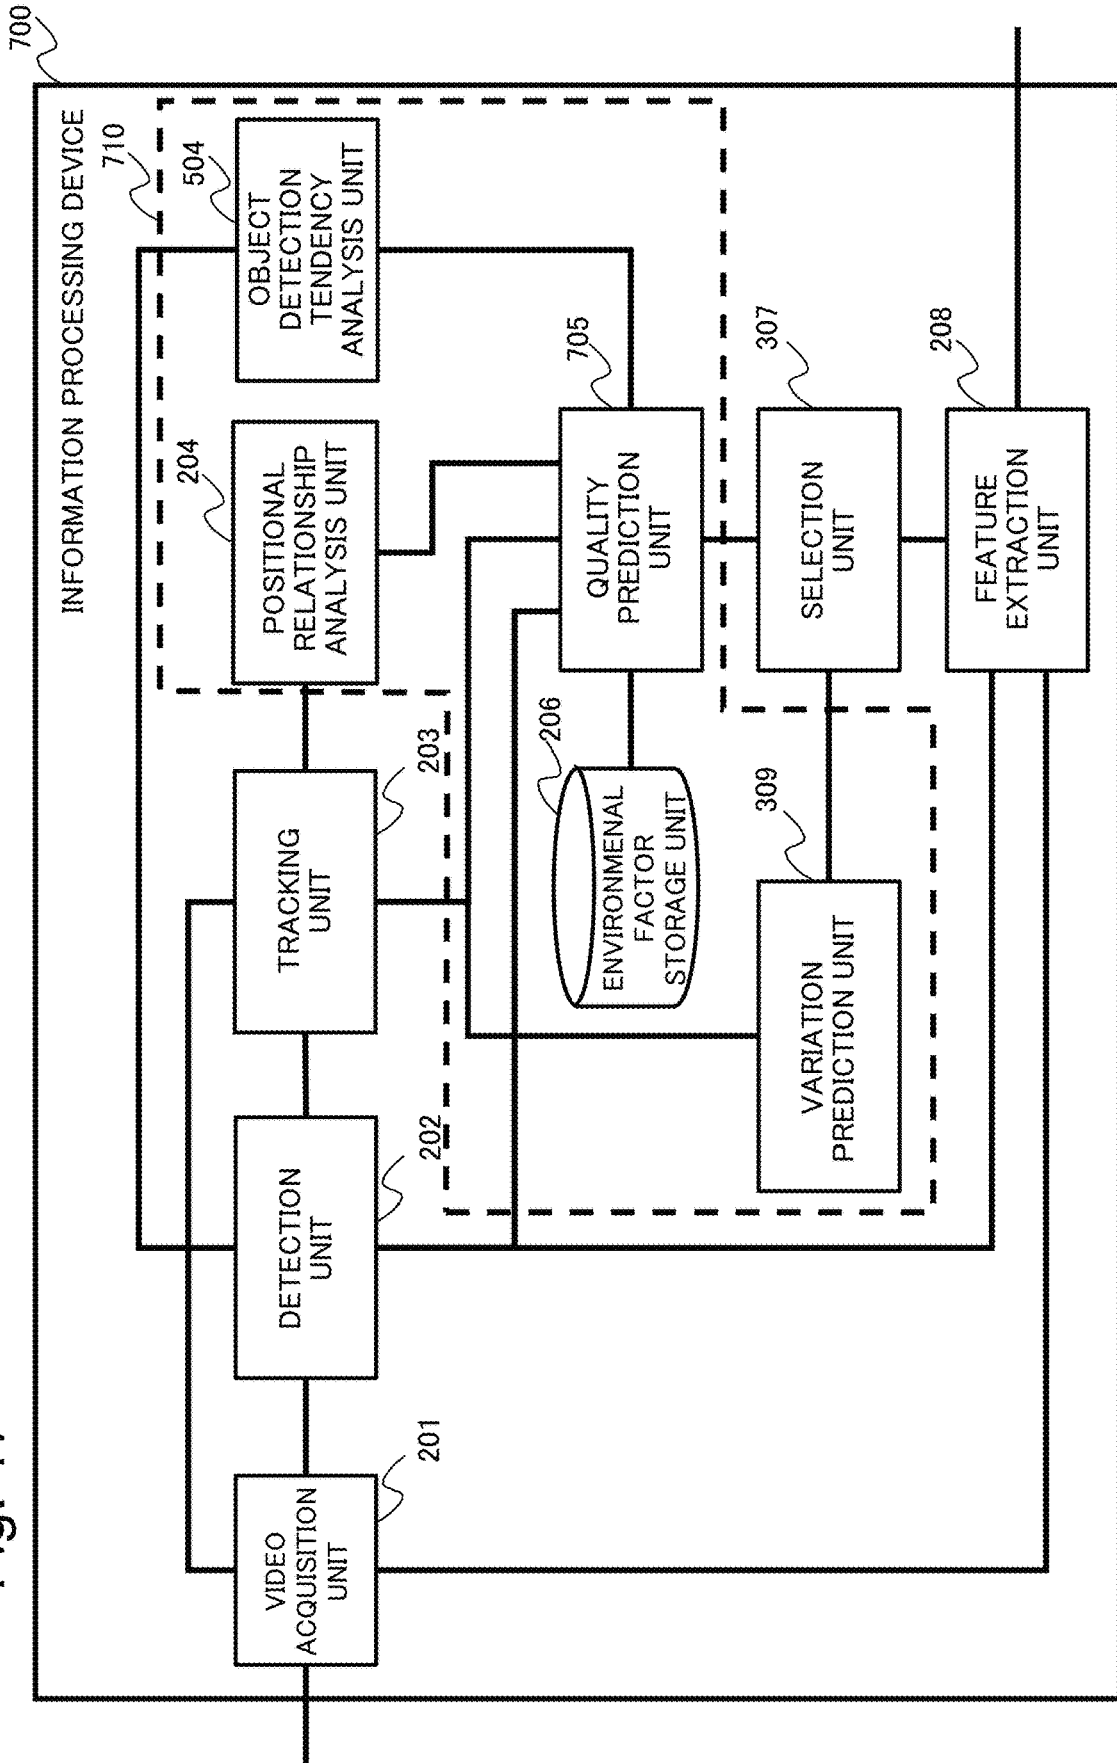 700
INFORMATION PROCESSING DEVICE
710
201
VIDEO
ACQUISITION
UNIT
202
DETECTION
UNIT
203
TRACKING
UNIT
204
POSITIONAL
RELATIONSHIP
ANALYSIS UNIT
504
OBJECT
DETECTION
TENDENCY
ANALYSIS UNIT
206
ENVIRONMENAL
FACTOR
STORAGE UNIT
705
QUALITY
PREDICTION
UNIT
309
VARIATION
PREDICTION UNIT
307
SELECTION
UNIT
208
FEATURE
EXTRACTION
UNIT